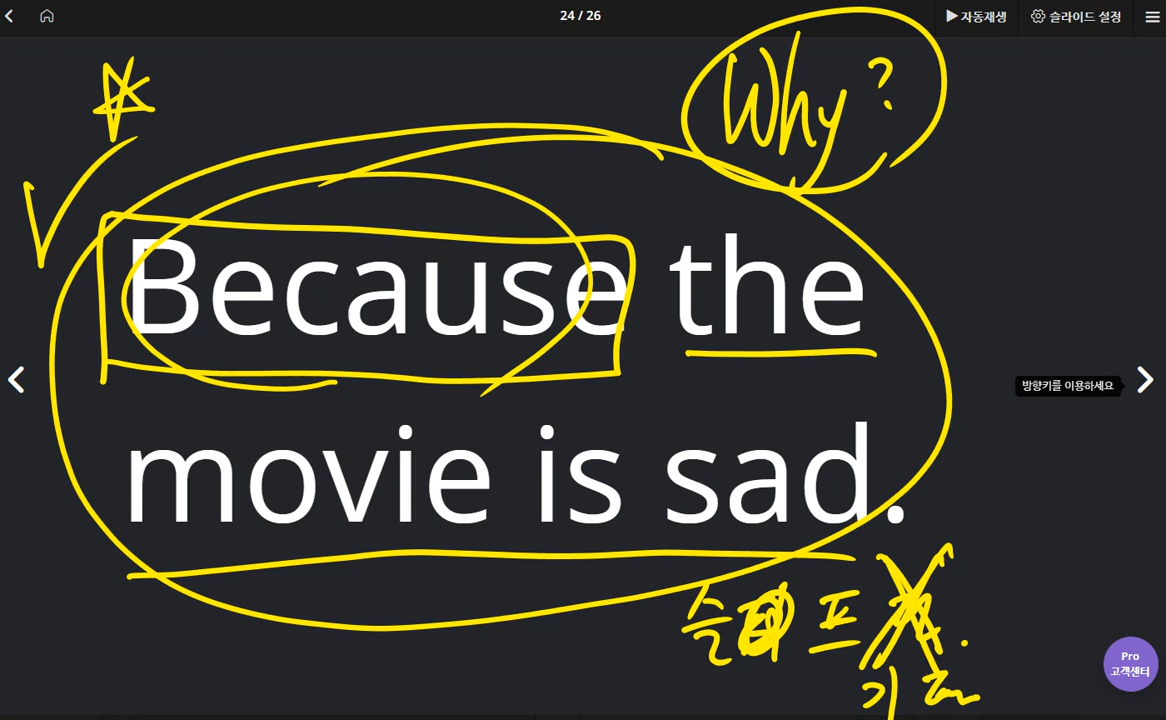 24 / 26
자동재생
슬라이드 설정
Why?
Because the
movie is sad.
방향키를 이용하세요
Pro
고객센터